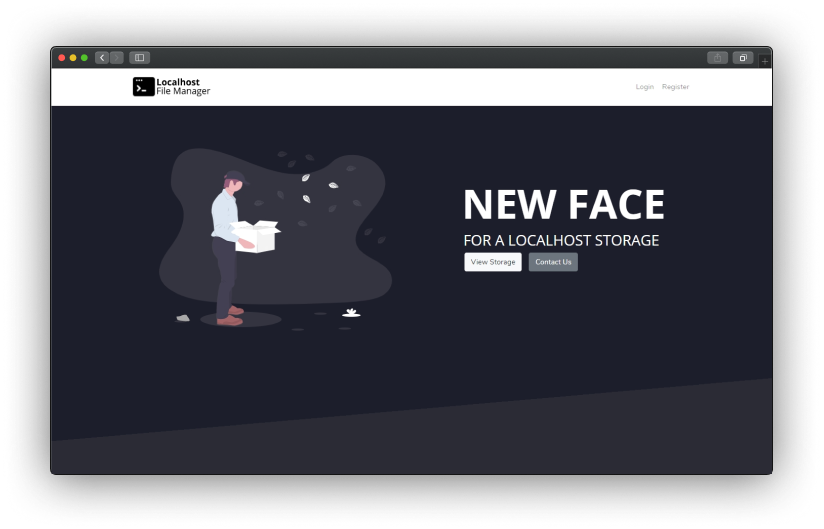 Localhost
File Manager
Login Register
NEW FACE
FOR A LOCALHOST STORAGE
View Storage Contact Us